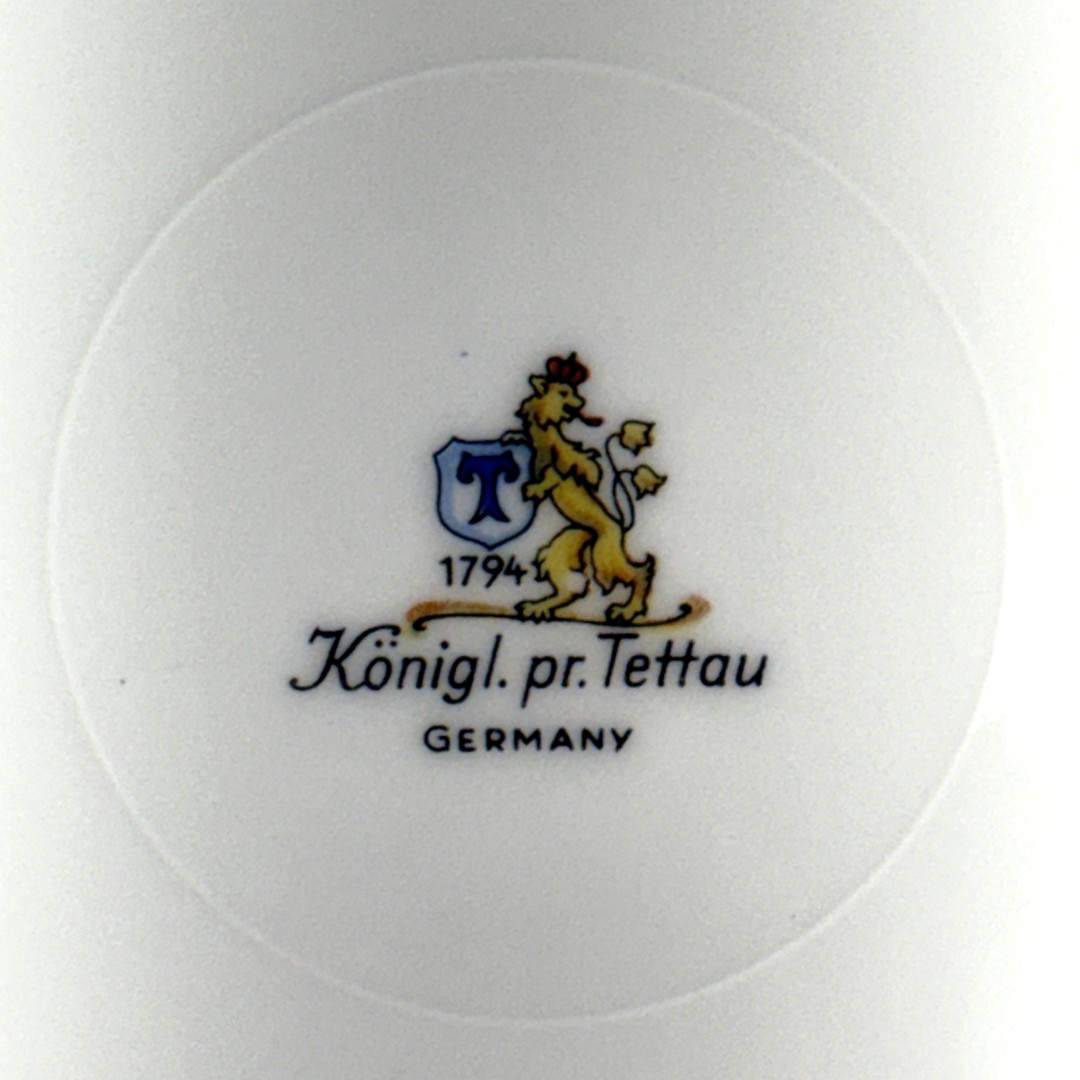 T
1794
Königl. pr. Tettau
GERMANY